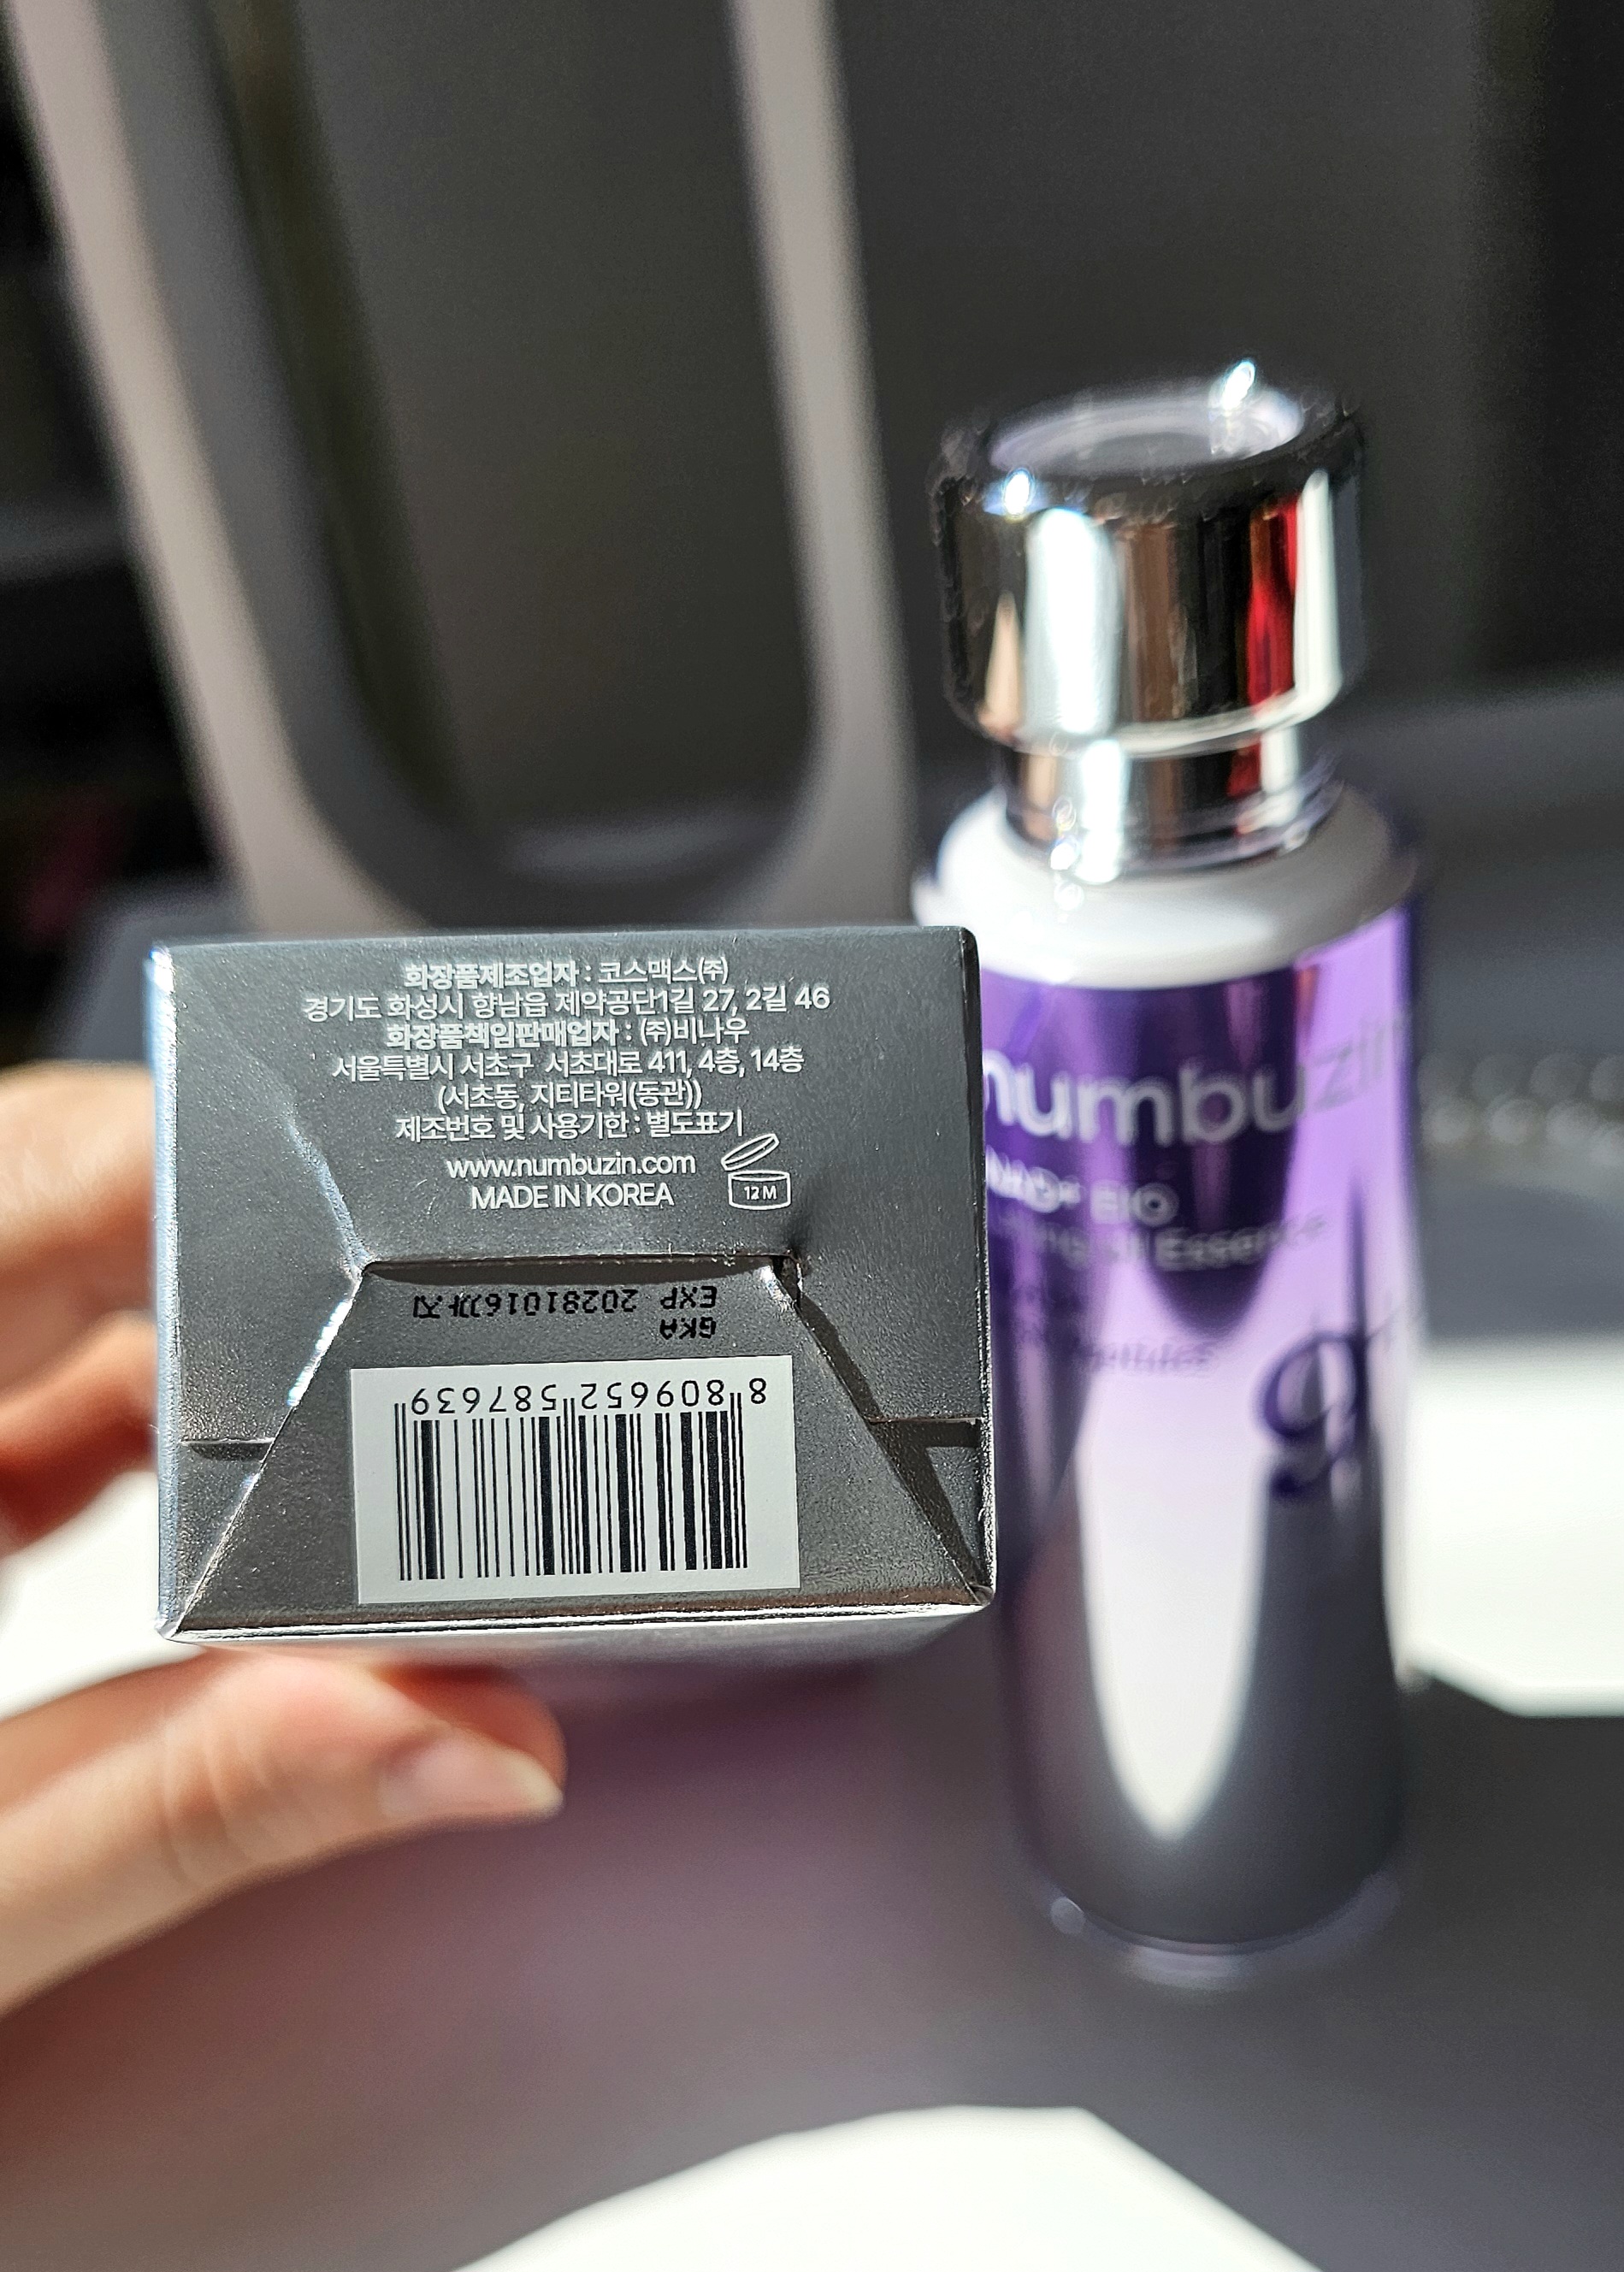 화장품제조업자 : 코스맥스(주)
경기도 화성시 향남읍 제약공단1길 27, 2길 46
화장품책임판매업자 : (주)비나우
서울특별시 서초구 서초대로 411, 4층, 14층
(서초동, 지티타워(동관))
제조번호 및 사용기한 : 별도표기
www.numbuzin.com
MADE IN KOREA
12 M
GKA
EXP 20281016까지
8 809652 587639
numbuzin
NAD+ BIO
Essence
9